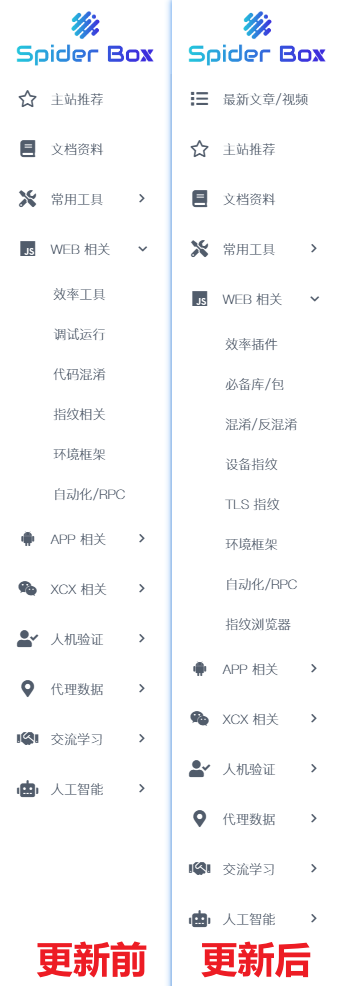 Spider Box
主站推荐
文档资料
常用工具
JS
WEB 相关
效率工具
调试运行
代码混淆
指纹相关
环境框架
自动化/RPC
APP 相关
XCX 相关
人机验证
代理数据
交流学习
人工智能
更新前
Spider Box
最新文章/视频
主站推荐
文档资料
常用工具
JS
WEB 相关
效率插件
必备库/包
混淆/反混淆
设备指纹
TLS 指纹
环境框架
自动化/RPC
指纹浏览器
APP 相关
XCX 相关
人机验证
代理数据
交流学习
人工智能
更新后